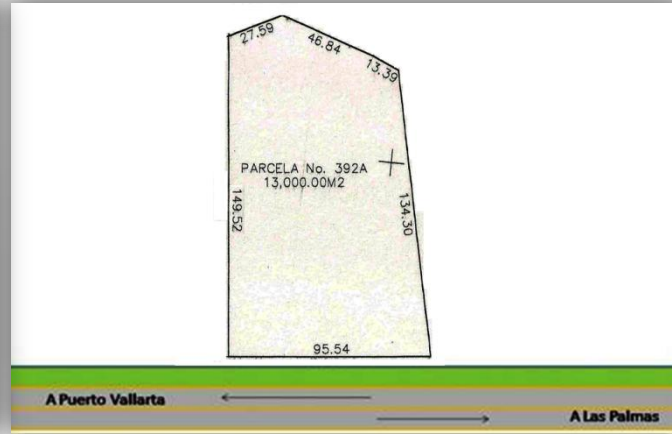 27.59
46.84
13.39
PARCELA No. 392A
13,000.00M2
149.52
134.30
95.54
A Puerto Vallarta
A Las Palmas